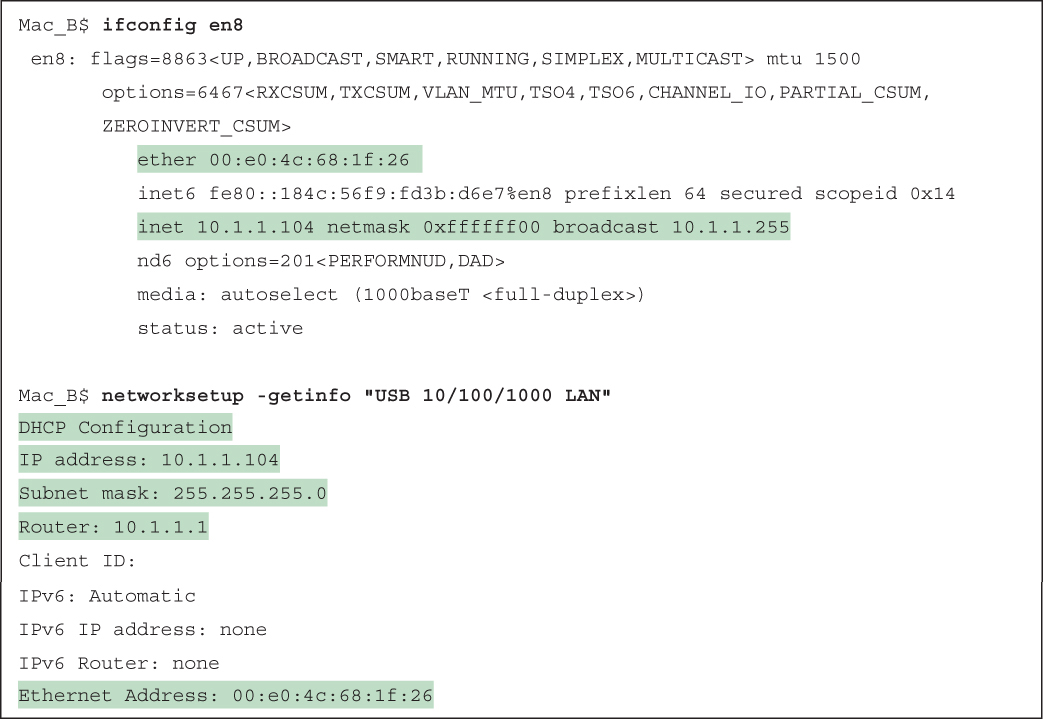 Mac_B$ ifconfig en8
en8: flags=8863<UP,BROADCAST,SMART,RUNNING,SIMPLEX,MULTICAST> mtu 1500
options=6467<RXCSUM,TXCSUM,VLAN_MTU,TSO4,TSO6,CHANNEL_IO,PARTIAL_CSUM,
ZEROINVERT_CSUM>
ether 00:e0:4c:68:1f:26
inet6 fe80::184c:56f9:fd3b:d6e7%en8 prefixlen 64 secured scopeid 0x14
inet 10.1.1.104 netmask 0xffffff00 broadcast 10.1.1.255
nd6 options=201<PERFORMNUD,DAD>
media: autoselect (1000baseT <full-duplex>)
status: active
Mac_B$ networksetup -getinfo "USB 10/100/1000 LAN"
DHCP Configuration
IP address: 10.1.1.104
Subnet mask: 255.255.255.0
Router: 10.1.1.1
Client ID:
IPv6: Automatic
IPv6 IP address: none
IPv6 Router: none
Ethernet Address: 00:e0:4c:68:1f:26